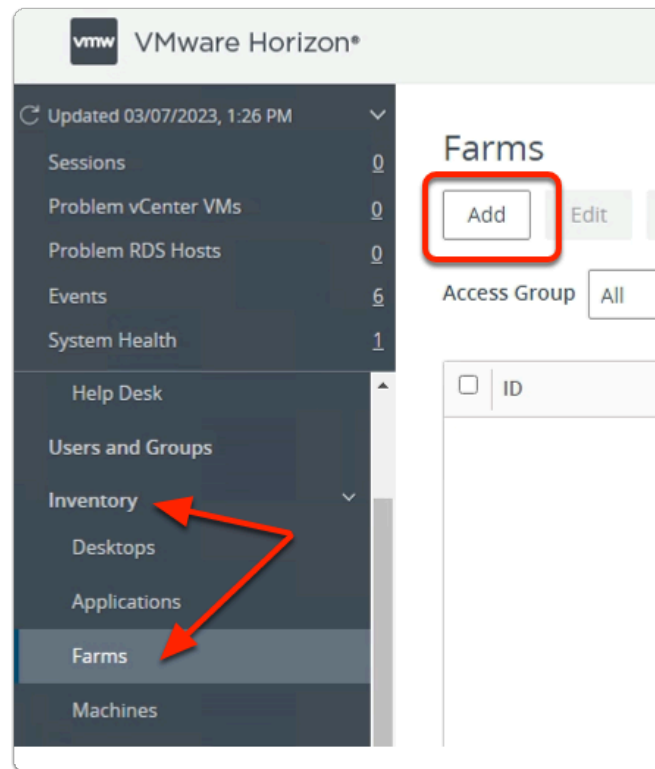 vmw VMware Horizon®
Updated 03/07/2023, 1:26 PM
Sessions 0
Problem vCenter VMs 0
Problem RDS Hosts 0
Events 6
System Health 1
Help Desk
Users and Groups
Inventory
Desktops
Applications
Farms
Machines
Farms
Add Edit
Access Group All
ID